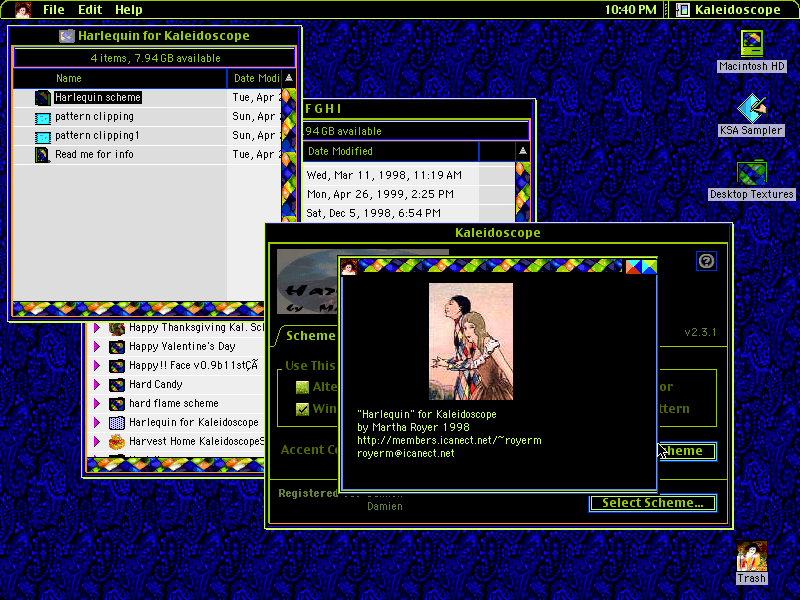 File Edit Help
10:40 PM
Kaleidoscope
Harlequin for Kaleidoscope
4 items, 7.94 GB available
Name
Date Modi
Harlequin scheme
Tue, Apr
pattern clipping
Sun, Apr
pattern clipping1
Sun, Apr
Read me for info
Tue, Apr
F G H I
94 GB available
Date Modified
Wed, Mar 11, 1998, 11:19 AM
Mon, Apr 26, 1999, 2:25 PM
Sat, Dec 5, 1998, 6:54 PM
Happy Thanksgiving Kal. Sc
Happy Valentine's Day
Happy!! Face v0.9b11stÇÃ
Hard Candy
hard flame scheme
Harlequin for Kaleidoscope
Harvest Home KaleidoscopeS
Kaleidoscope
v2.3.1
Scheme
Use This
Alte
or
Win
ttern
Accent Co
heme
Registered
Damien
Select Scheme...
"Harlequin" for Kaleidoscope
by Martha Royer 1998
http://members.icanect.net/~royerm
royerm@icanect.net
Macintosh HD
KSA Sampler
Desktop Textures
Trash